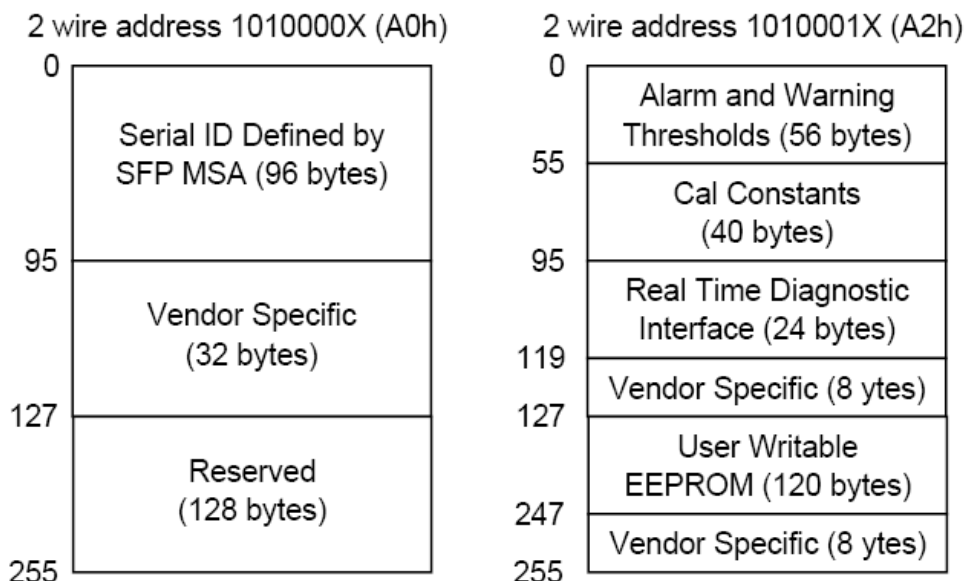 2 wire address 1010000X (A0h)
0
Serial ID Defined by
SFP MSA (96 bytes)
95
Vendor Specific
(32 bytes)
127
Reserved
(128 bytes)
255
2 wire address 1010001X (A2h)
0
Alarm and Warning
Thresholds (56 bytes)
55
Cal Constants
(40 bytes)
95
Real Time Diagnostic
Interface (24 bytes)
119
Vendor Specific (8 ytes)
127
User Writable
EEPROM (120 bytes)
247
Vendor Specific (8 ytes)
255